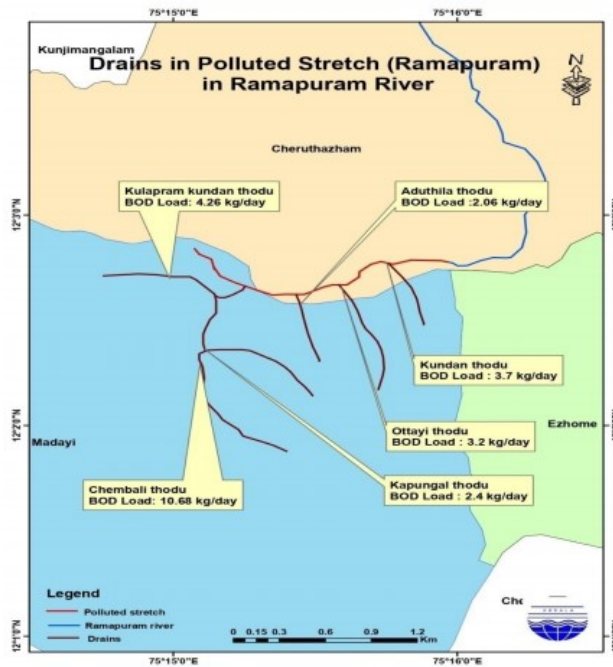 75°15'0"E 75°16'0"E
Kunjimangalam
Drains in Polluted Stretch (Ramapuram)
in Ramapuram River
N
Cheruthazham
Kulapram kundan thodu
BOD Load: 4.26 kg/day
Aduthila thodu
BOD Load :2.06 kg/day
12°3'0"N
Kundan thodu
BOD Load : 3.7 kg/day
12°2'0"N
Ottayi thodu
BOD Load : 3.2 kg/day
Ezhome
Madayi
Chembali thodu
BOD Load: 10.68 kg/day
Kapungal thodu
BOD Load : 2.4 kg/day
Legend
Polluted stretch
Ramapuram river
Drains
0 0.15 0.3 0.6 0.9 1.2
Km
Che
KERALA
12°1'0"N
75°15'0"E 75°16'0"E